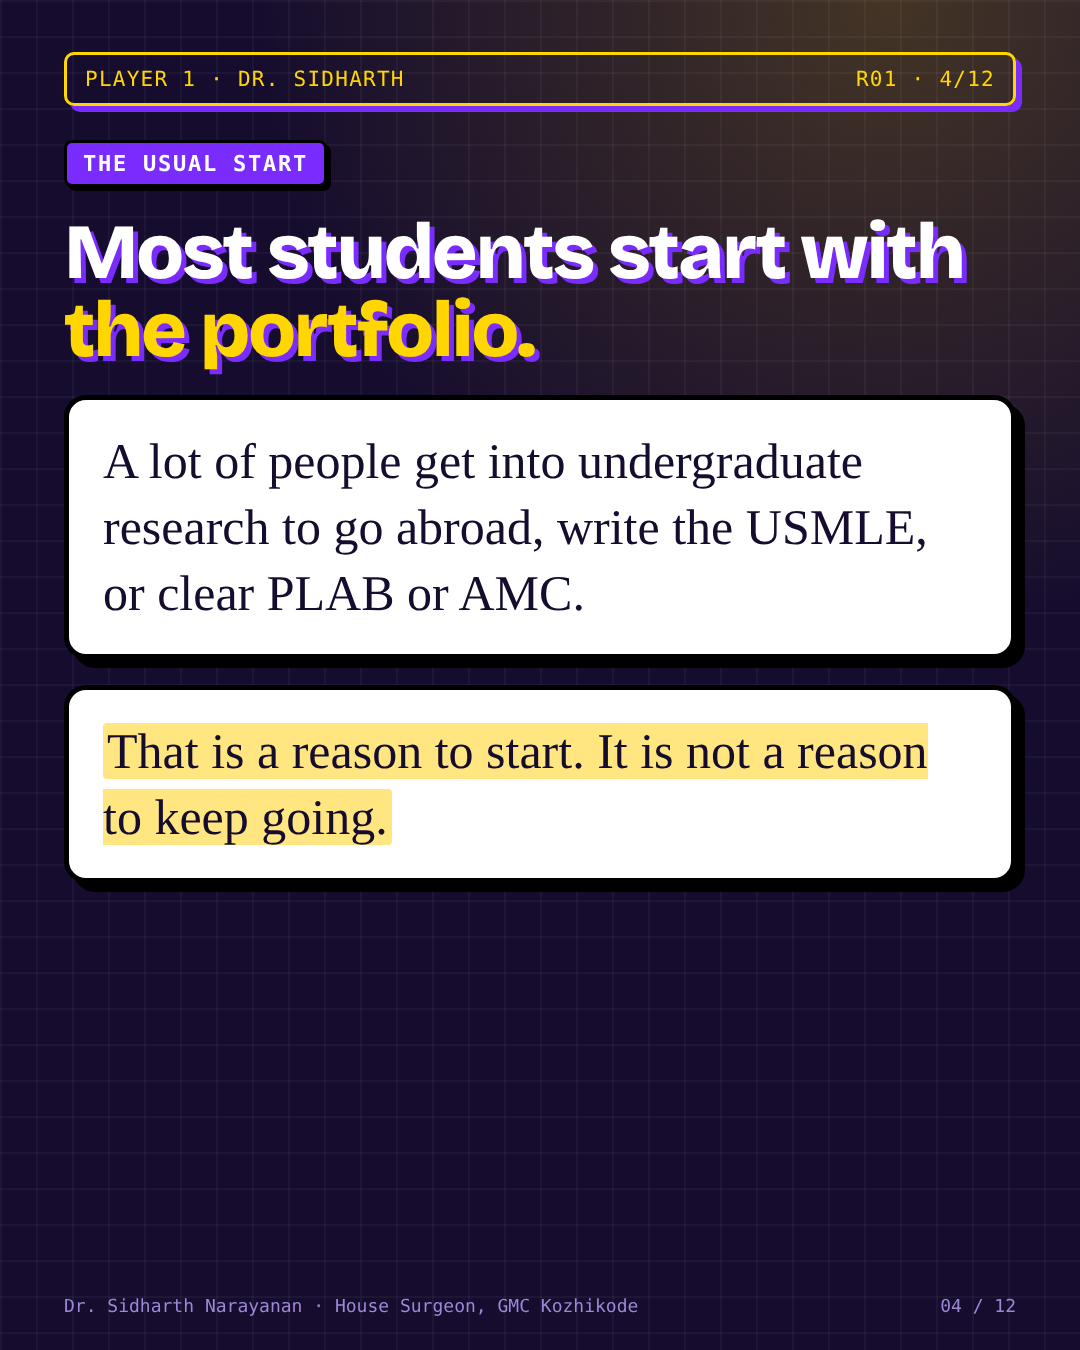 PLAYER 1 · DR. SIDHARTH
R01 · 4/12
THE USUAL START
Most students start with
the portfolio.
A lot of people get into undergraduate
research to go abroad, write the USMLE,
or clear PLAB or AMC.
That is a reason to start. It is not a reason
to keep going.
Dr. Sidharth Narayanan · House Surgeon, GMC Kozhikode
04 / 12